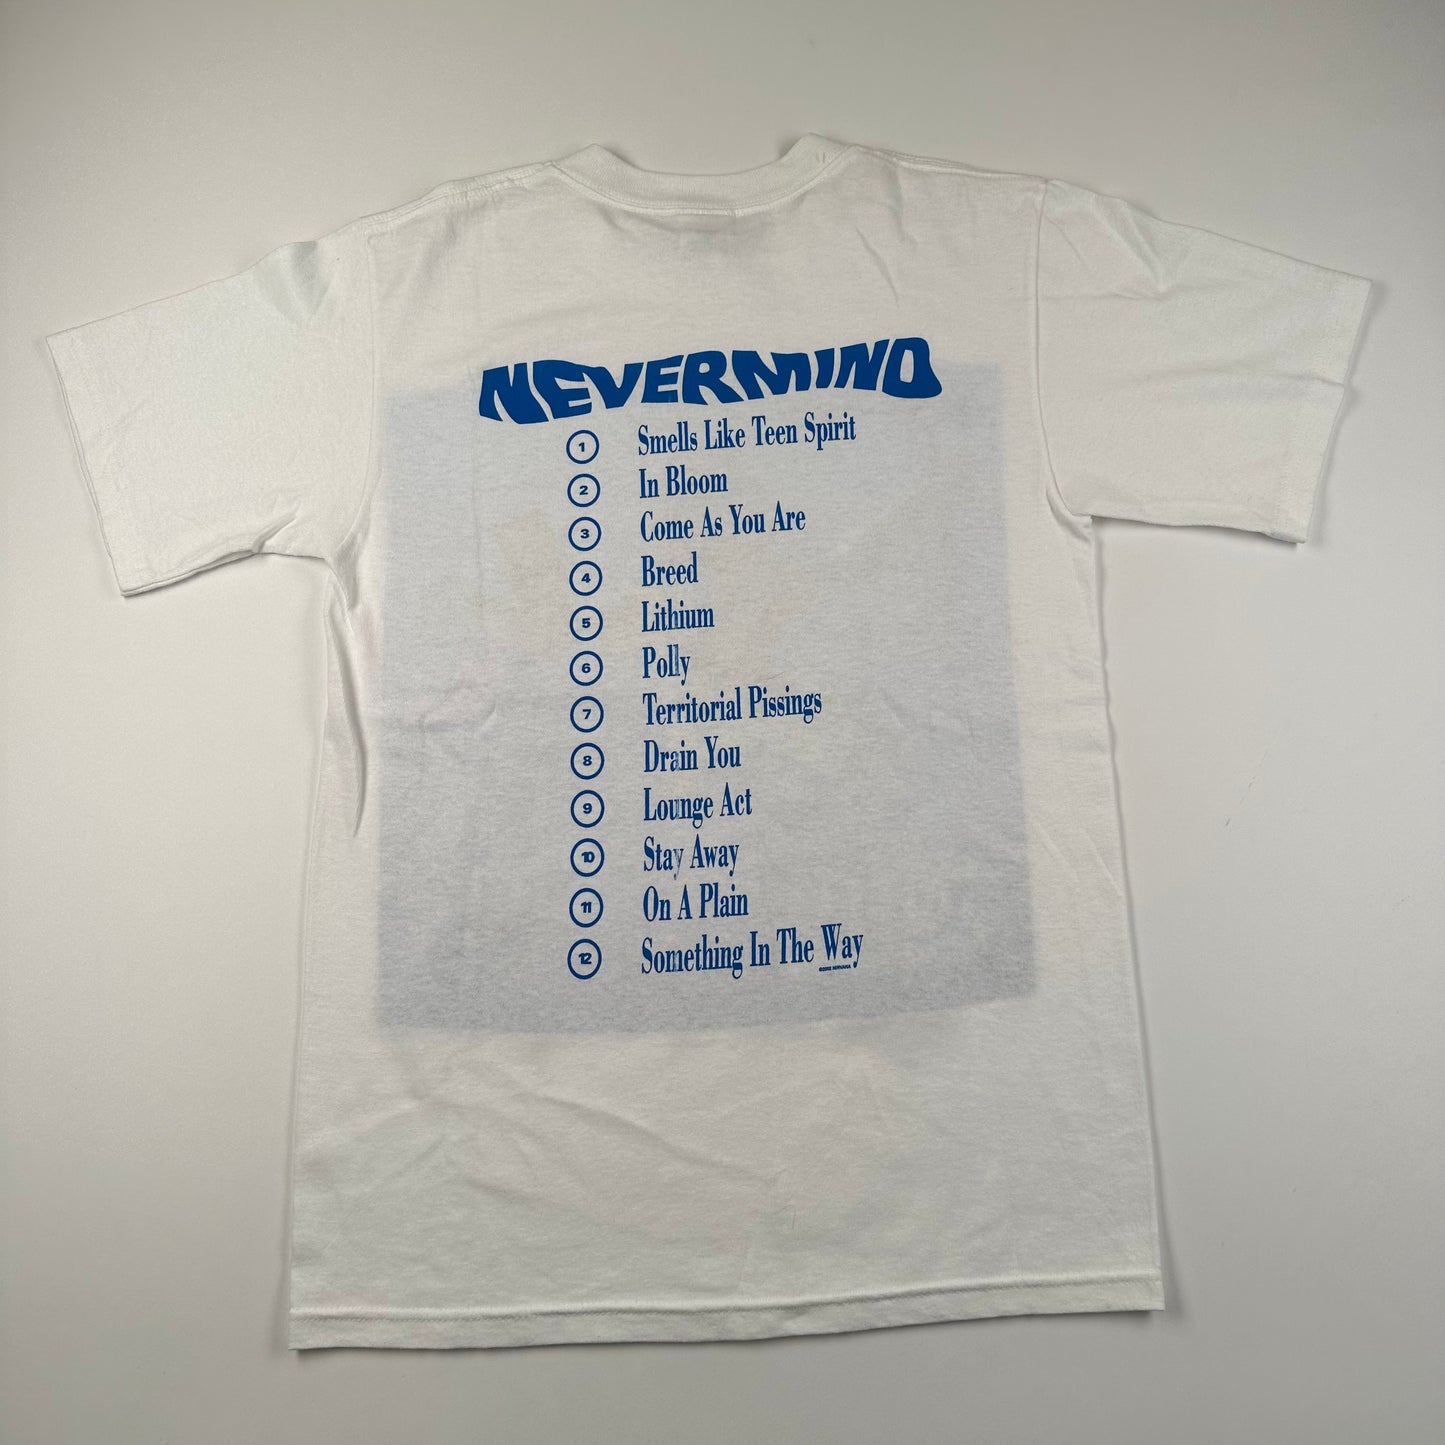 NEVERMIND
1 Smells Like Teen Spirit
2 In Bloom
3 Come As You Are
4 Breed
5 Lithium
6 Polly
7 Territorial Pissings
8 Drain You
9 Lounge Act
10 Stay Away
11 On A Plain
12 Something In The Way
©2002 NIRVANA